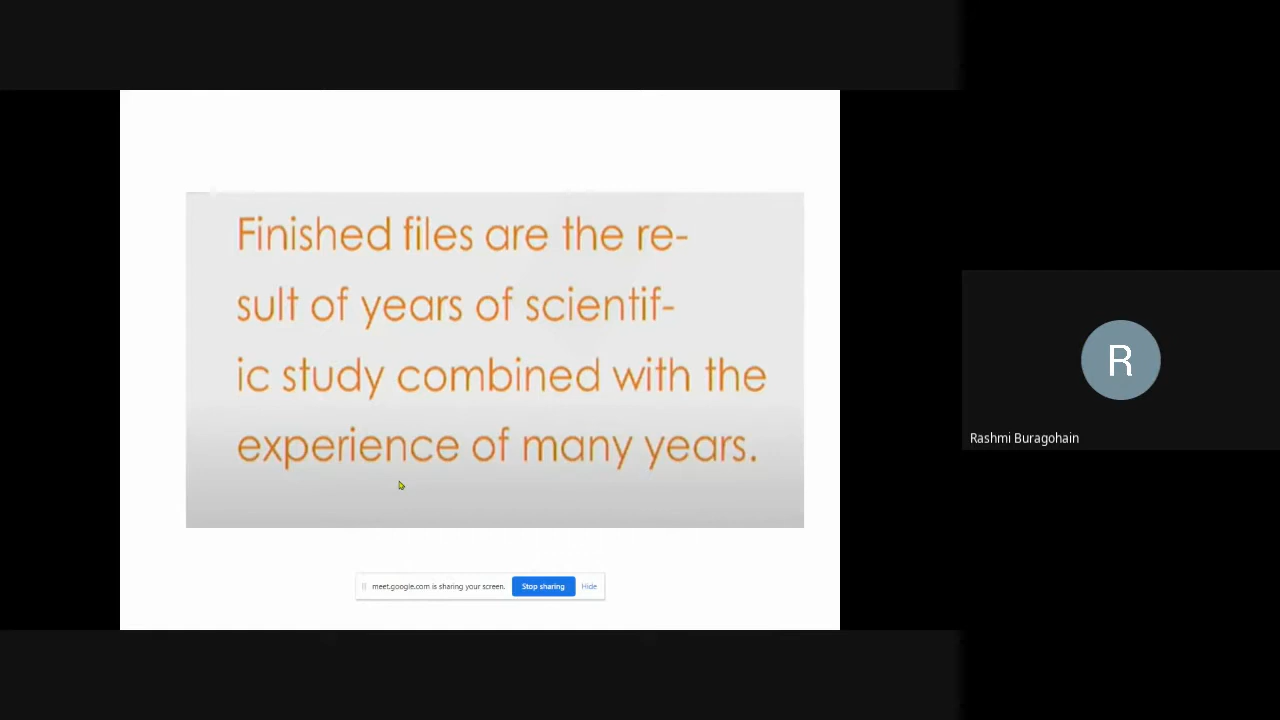 Finished files are the re-
sult of years of scientif-
ic study combined with the
experience of many years.
meet.google.com is sharing your screen. Stop sharing Hide
R
Rashmi Buragohain